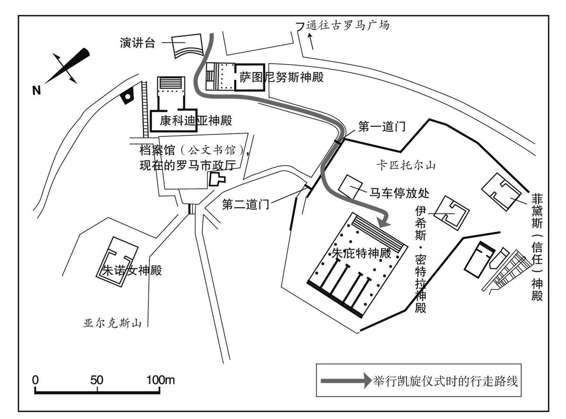 通往古罗马广场
演讲台
萨图尼努斯神殿
N
康科迪亚神殿
第一道门
档案馆（公文书馆），
现在的罗马市政厅
卡匹托尔山
马车停放处
第二道门
伊希斯·密特拉神殿
菲黛斯（信任）神殿
朱庇特神殿
朱诺女神殿
亚尔克斯山
0 50 100m
举行凯旋仪式时的行走路线